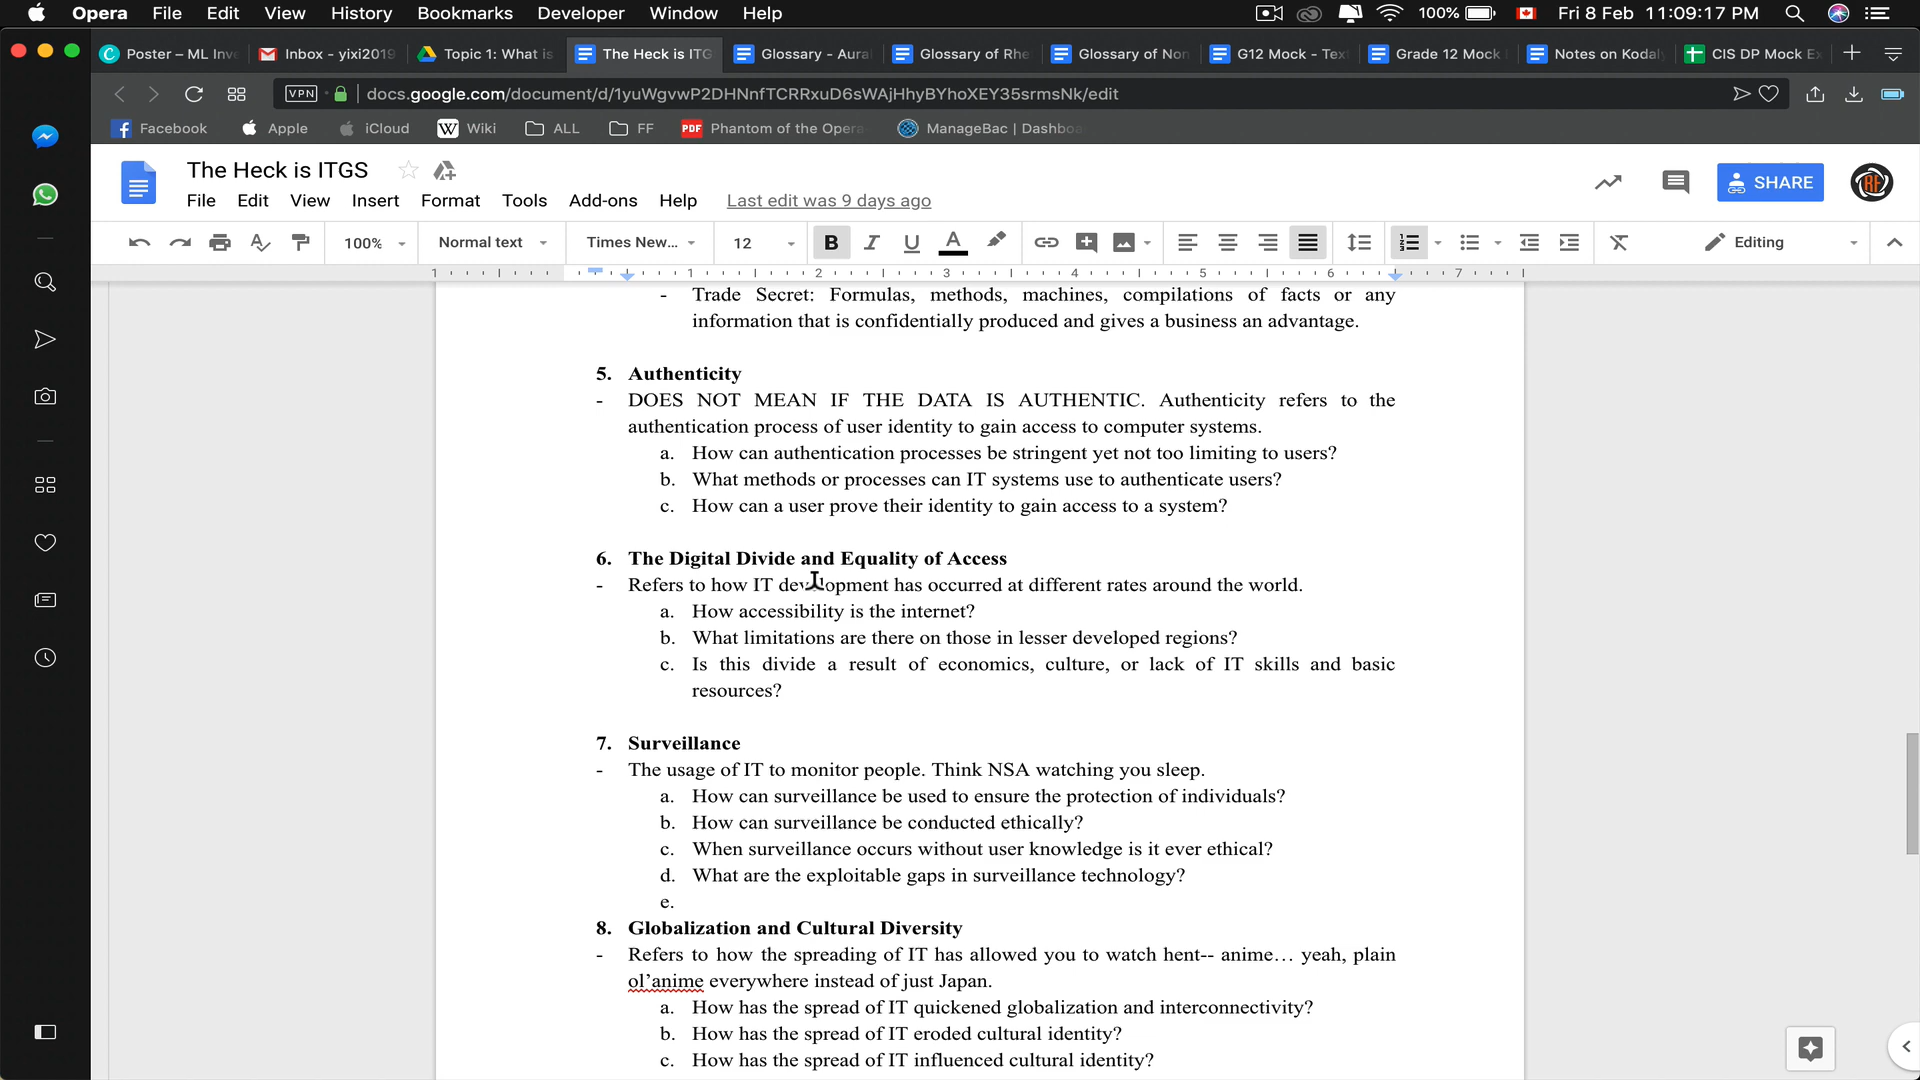 Opera File Edit View History Bookmarks Developer Window Help 100% Fri 8 Feb 11:09:17 PM
Poster – ML Inv Inbox - yixi2019 Topic 1: What is The Heck is ITGS Glossary - Aura Glossary of Rhe Glossary of Non G12 Mock - Text Grade 12 Mock Notes on Kodaly CIS DP Mock Ex
VPN docs.google.com/document/d/1yuWgvwP2DHNnfTCRRxuD6sWAjHhyBYhoXEY35srmsNk/edit
Facebook Apple iCloud W Wiki ALL FF PDF Phantom of the Opera ManageBac | Dashboa
The Heck is ITGS
File Edit View Insert Format Tools Add-ons Help Last edit was 9 days ago
SHARE
100% Normal text Times New... 12 B I U A Editing
1 1 2 3 4 5 6 7
- Trade Secret: Formulas, methods, machines, compilations of facts or any
information that is confidentially produced and gives a business an advantage.
5. Authenticity
- DOES NOT MEAN IF THE DATA IS AUTHENTIC. Authenticity refers to the
authentication process of user identity to gain access to computer systems.
a. How can authentication processes be stringent yet not too limiting to users?
b. What methods or processes can IT systems use to authenticate users?
c. How can a user prove their identity to gain access to a system?
6. The Digital Divide and Equality of Access
- Refers to how IT development has occurred at different rates around the world.
a. How accessibility is the internet?
b. What limitations are there on those in lesser developed regions?
c. Is this divide a result of economics, culture, or lack of IT skills and basic
resources?
7. Surveillance
- The usage of IT to monitor people. Think NSA watching you sleep.
a. How can surveillance be used to ensure the protection of individuals?
b. How can surveillance be conducted ethically?
c. When surveillance occurs without user knowledge is it ever ethical?
d. What are the exploitable gaps in surveillance technology?
e.
8. Globalization and Cultural Diversity
- Refers to how the spreading of IT has allowed you to watch hent-- anime… yeah, plain
ol’anime everywhere instead of just Japan.
a. How has the spread of IT quickened globalization and interconnectivity?
b. How has the spread of IT eroded cultural identity?
c. How has the spread of IT influenced cultural identity?